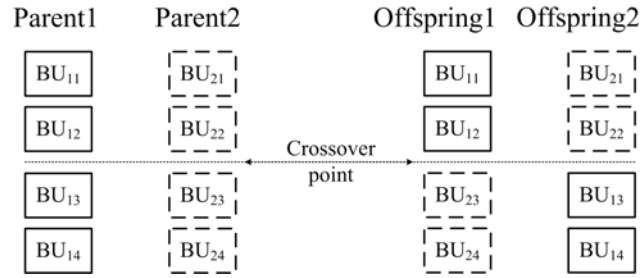 Parent1 Parent2 Offspring1 Offspring2
BU₁₁ BU₂₁ BU₁₁ BU₂₁
BU₁₂ BU₂₂ BU₁₂ BU₂₂
Crossover
point
BU₁₃ BU₂₃ BU₂₃ BU₁₃
BU₁₄ BU₂₄ BU₂₄ BU₁₄